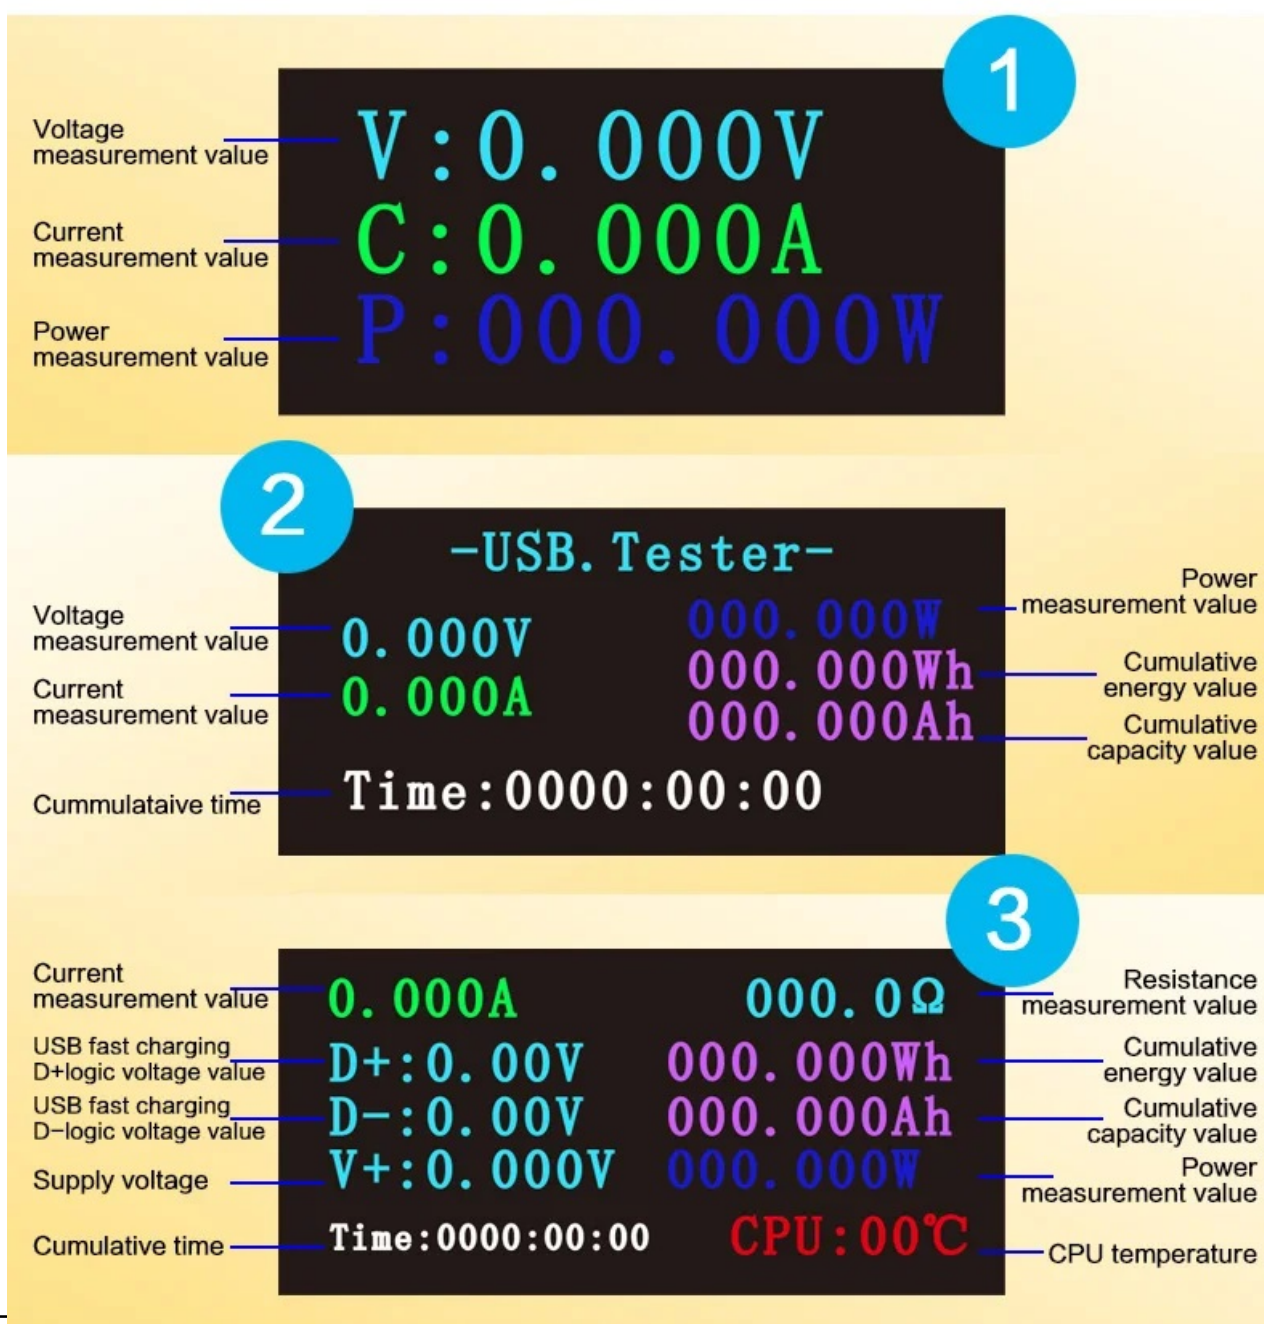 1
Voltage
measurement value
V:0.000V
Current
measurement value
C:0.000A
Power
measurement value
P:000.000W
2
-USB.Tester-
Voltage
measurement value
0.000V
Current
measurement value
0.000A
Cummulataive time
Time:0000:00:00
000.000W
Power
measurement value
000.000Wh
Cumulative
energy value
000.000Ah
Cumulative
capacity value
3
Current
measurement value
0.000A
USB fast charging
D+logic voltage value
D+:0.00V
USB fast charging
D-logic voltage value
D-:0.00V
Supply voltage
V+:0.000V
Cumulative time
Time:0000:00:00
000.0Ω
Resistance
measurement value
000.000Wh
Cumulative
energy value
000.000Ah
Cumulative
capacity value
000.000W
Power
measurement value
CPU:00℃
CPU temperature